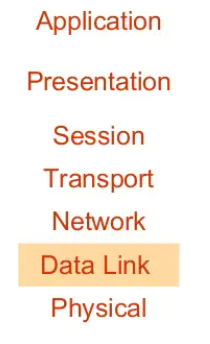 Application
Presentation
Session
Transport
Network
Data Link
Physical